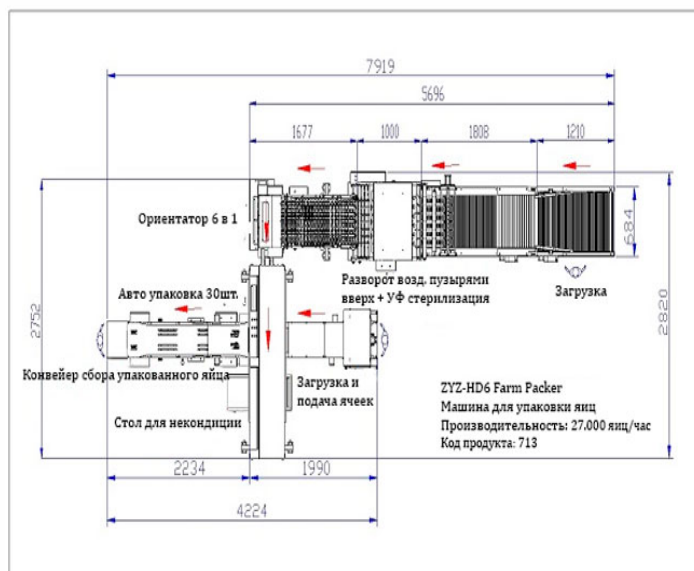 7919
5696
1677
1000
1808
1210
Ориентатор 6 в 1
684
Разворот возд. пузырями
вверх + УФ стерилизация
Загрузка
Авто упаковка 30шт.
2752
2820
Конвейер сбора упакованного яйца
Загрузка и
подача ячеек
Стол для некондиции
ZYZ-HD6 Farm Packer
Машина для упаковки яиц
Производительность: 27.000 яиц/час
Код продукта: 713
2234
1990
4224